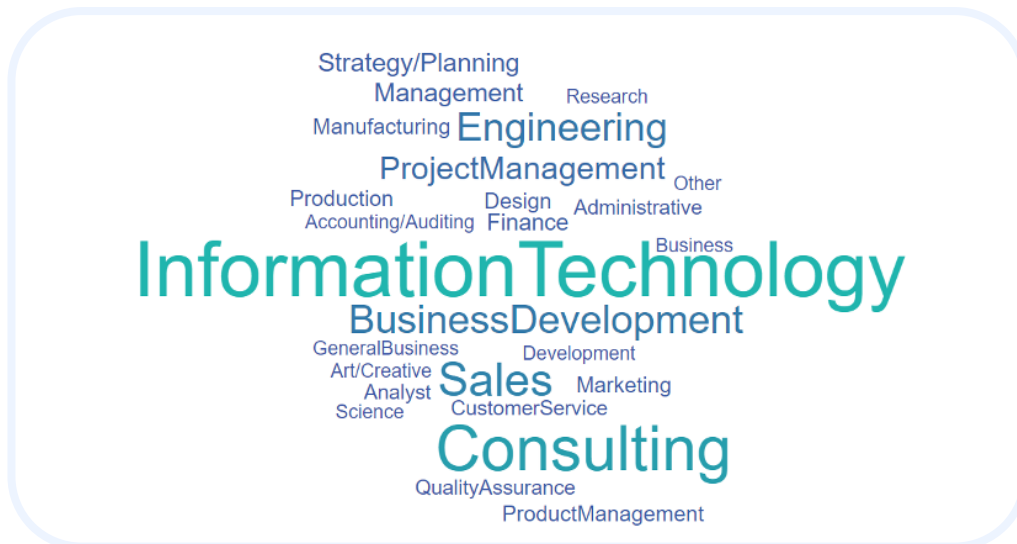 Strategy/Planning
Management Research
Manufacturing Engineering
ProjectManagement
Other
Production Design Administrative
Accounting/Auditing Finance
Business
InformationTechnology
BusinessDevelopment
GeneralBusiness Development
Art/Creative Sales Marketing
Analyst
Science CustomerService
Consulting
QualityAssurance
ProductManagement